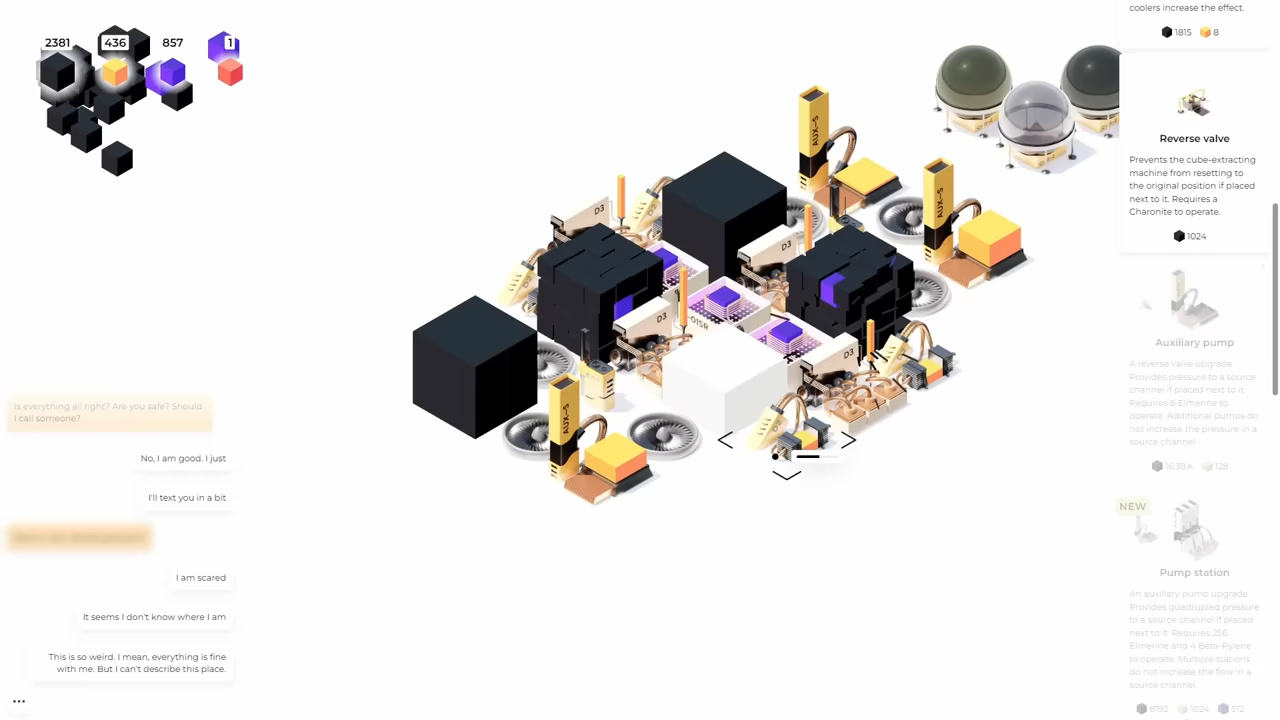 2381
436
857
1
coolers increase the effect.
1815
8
Reverse valve
Prevents the cube-extracting
machine from resetting to
the original position if placed
next to it. Requires a
Charonite to operate.
1024
Auxiliary pump
A reverse valve upgrade.
Provides pressure to a source
channel if placed next to it.
Requires 8 Elmerine to
operate. Additional pumps do
not increase the pressure in a
source channel.
16.38 K
128
NEW
Pump station
An auxiliary pump upgrade.
Provides quadrupled pressure
to a source channel if placed
next to it. Requires 256
Elmerine and 4 Beta-Pylene
to operate. Multiple stations
do not increase the flow in a
source channel.
8192
1024
512
AUX-S
AUX-S
AUX-S
D3
D3
D3
D3
Is everything all right? Are you safe? Should
I call someone?
No, I am good. I just
I'll text you in a bit
I am scared
It seems I don't know where I am
This is so weird. I mean, everything is fine
with me. But I can't describe this place.
...